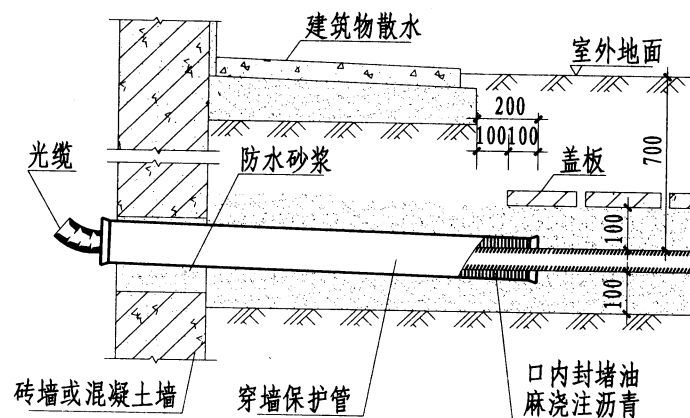 建筑物散水
室外地面
200
100 100
700
光缆
防水砂浆
盖板
100
100
砖墙或混凝土墙
穿墙保护管
口内封堵油
麻浇注沥青